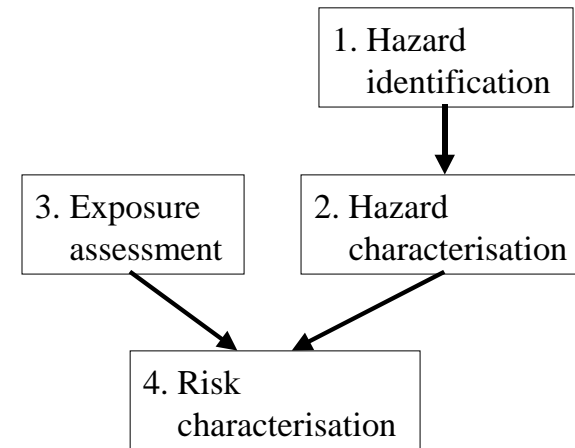 1. Hazard
identification
3. Exposure
assessment
2. Hazard
characterisation
4. Risk
characterisation